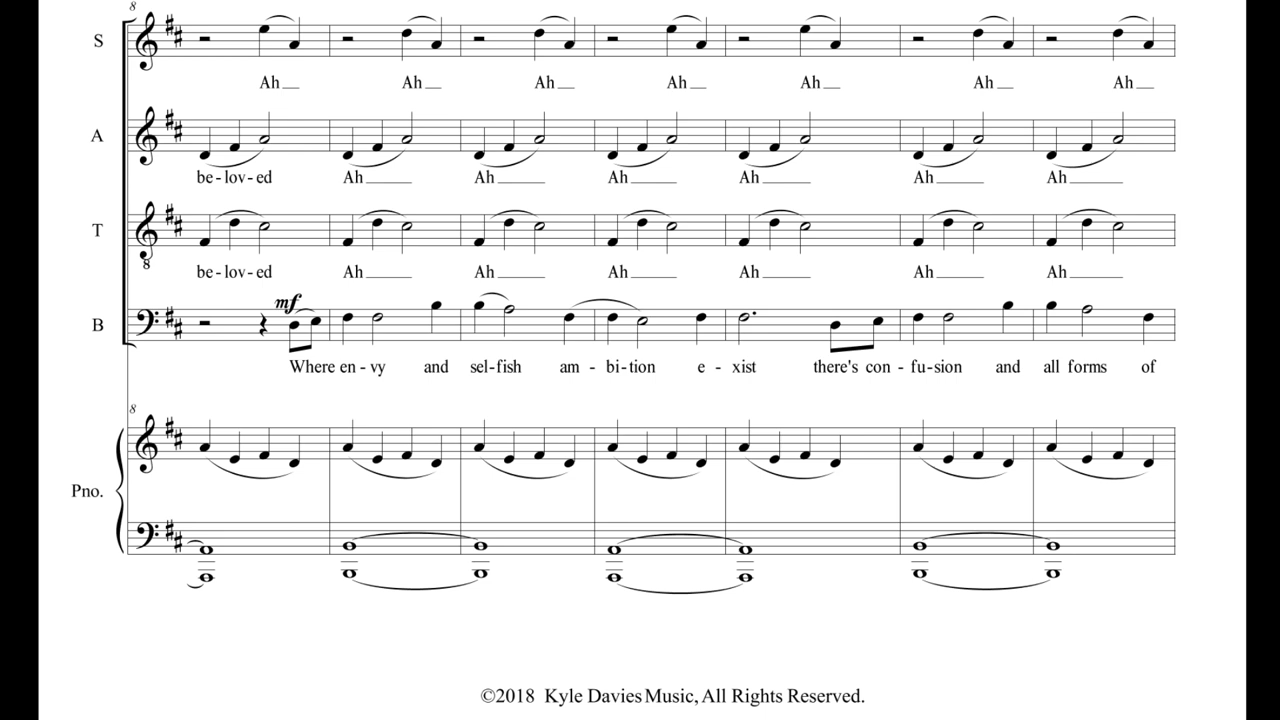 8
S
Ah Ah Ah Ah Ah Ah Ah
A
be - lov - ed Ah Ah Ah Ah Ah Ah
T
8
be - lov - ed Ah Ah Ah Ah Ah Ah
mf
B
Where en - vy and sel - fish am - bi - tion e - xist there's con - fu - sion and all forms of
8
Pno.
©2018 Kyle Davies Music, All Rights Reserved.